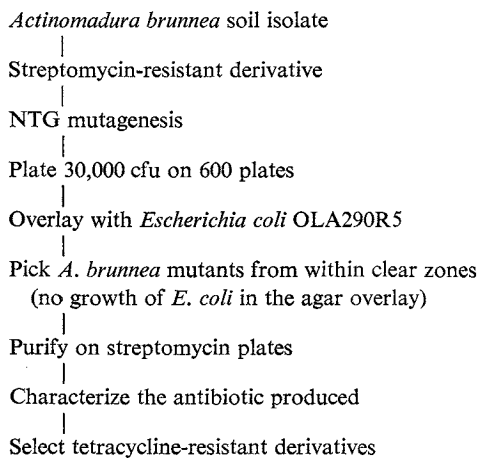 Actinomadura brunnea soil isolate
Streptomycin-resistant derivative
NTG mutagenesis
Plate 30,000 cfu on 600 plates
Overlay with Escherichia coli OLA290R5
Pick A. brunnea mutants from within clear zones
(no growth of E. coli in the agar overlay)
Purify on streptomycin plates
Characterize the antibiotic produced
Select tetracycline-resistant derivatives